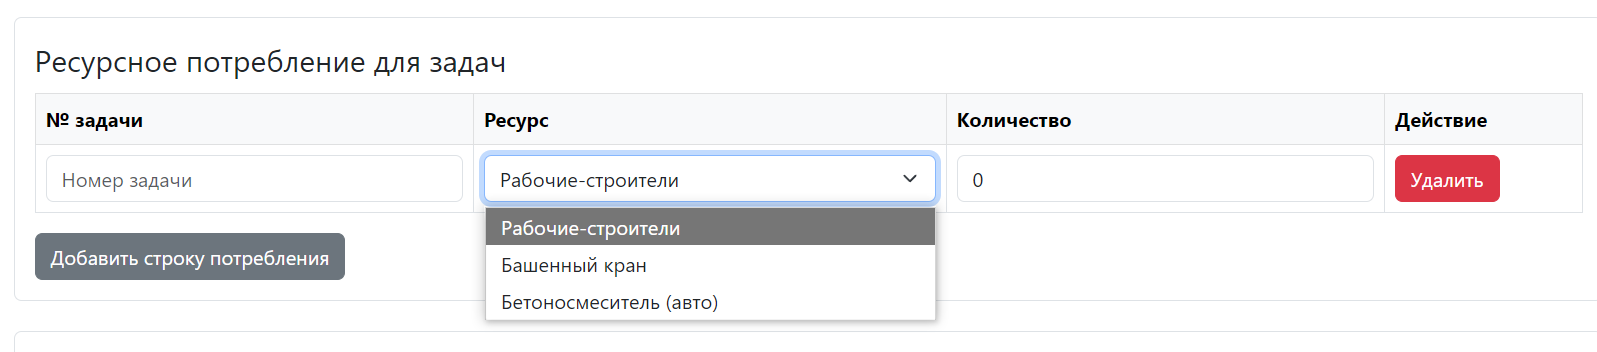 Ресурсное потребление для задач
№ задачи Ресурс Количество Действие
Номер задачи Рабочие-строители 0 Удалить
Рабочие-строители
Башенный кран
Бетоносмеситель (авто)
Добавить строку потребления